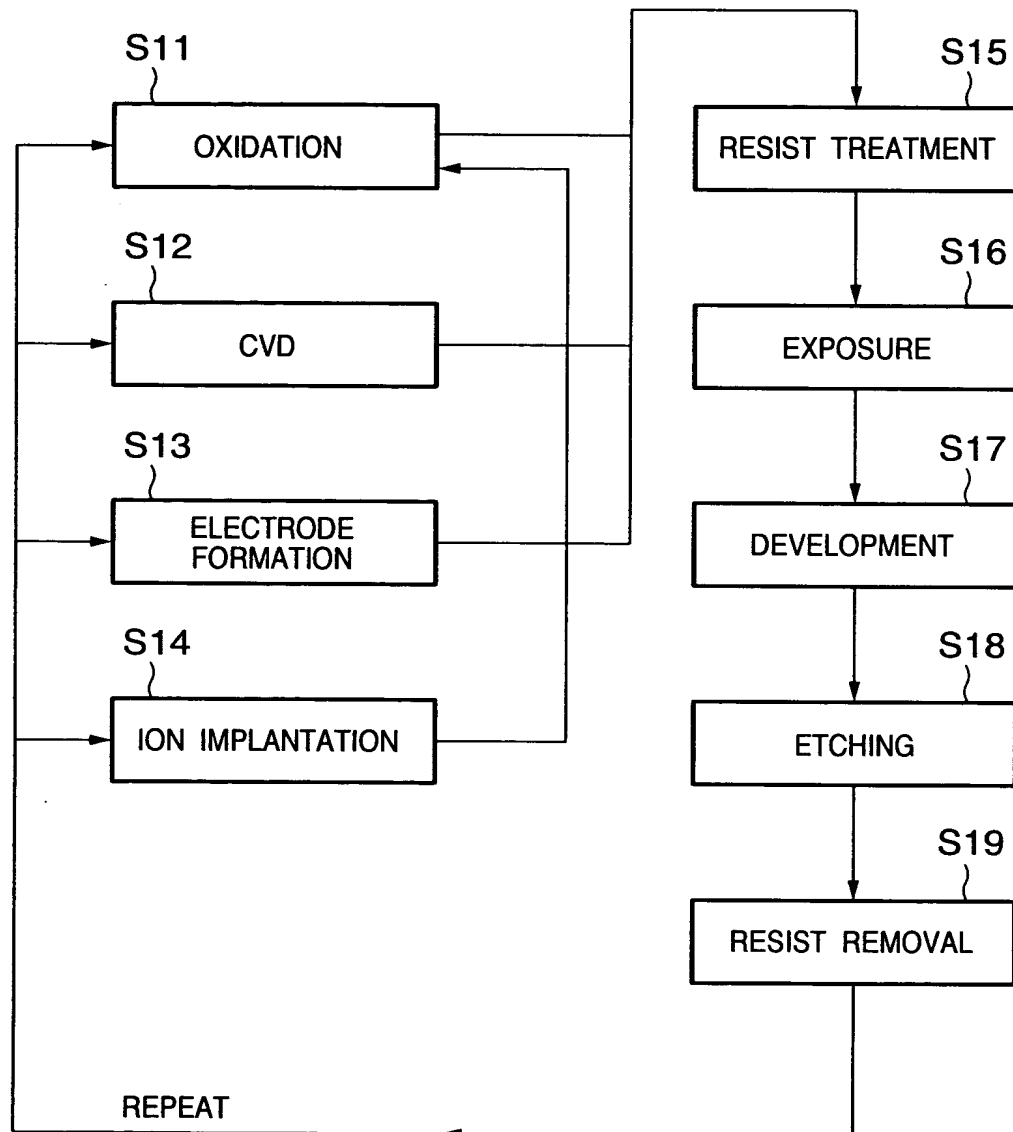 S11
OXIDATION
S12
CVD
S13
ELECTRODE
FORMATION
S14
ION IMPLANTATION
S15
RESIST TREATMENT
S16
EXPOSURE
S17
DEVELOPMENT
S18
ETCHING
S19
RESIST REMOVAL
REPEAT